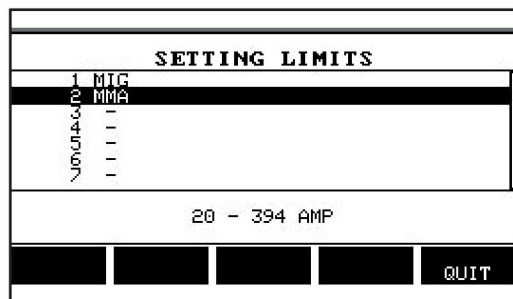 SETTING LIMITS
1 MIG
2 MMA
3 -
4 -
5 -
6 -
7 -
20 - 394 AMP
QUIT